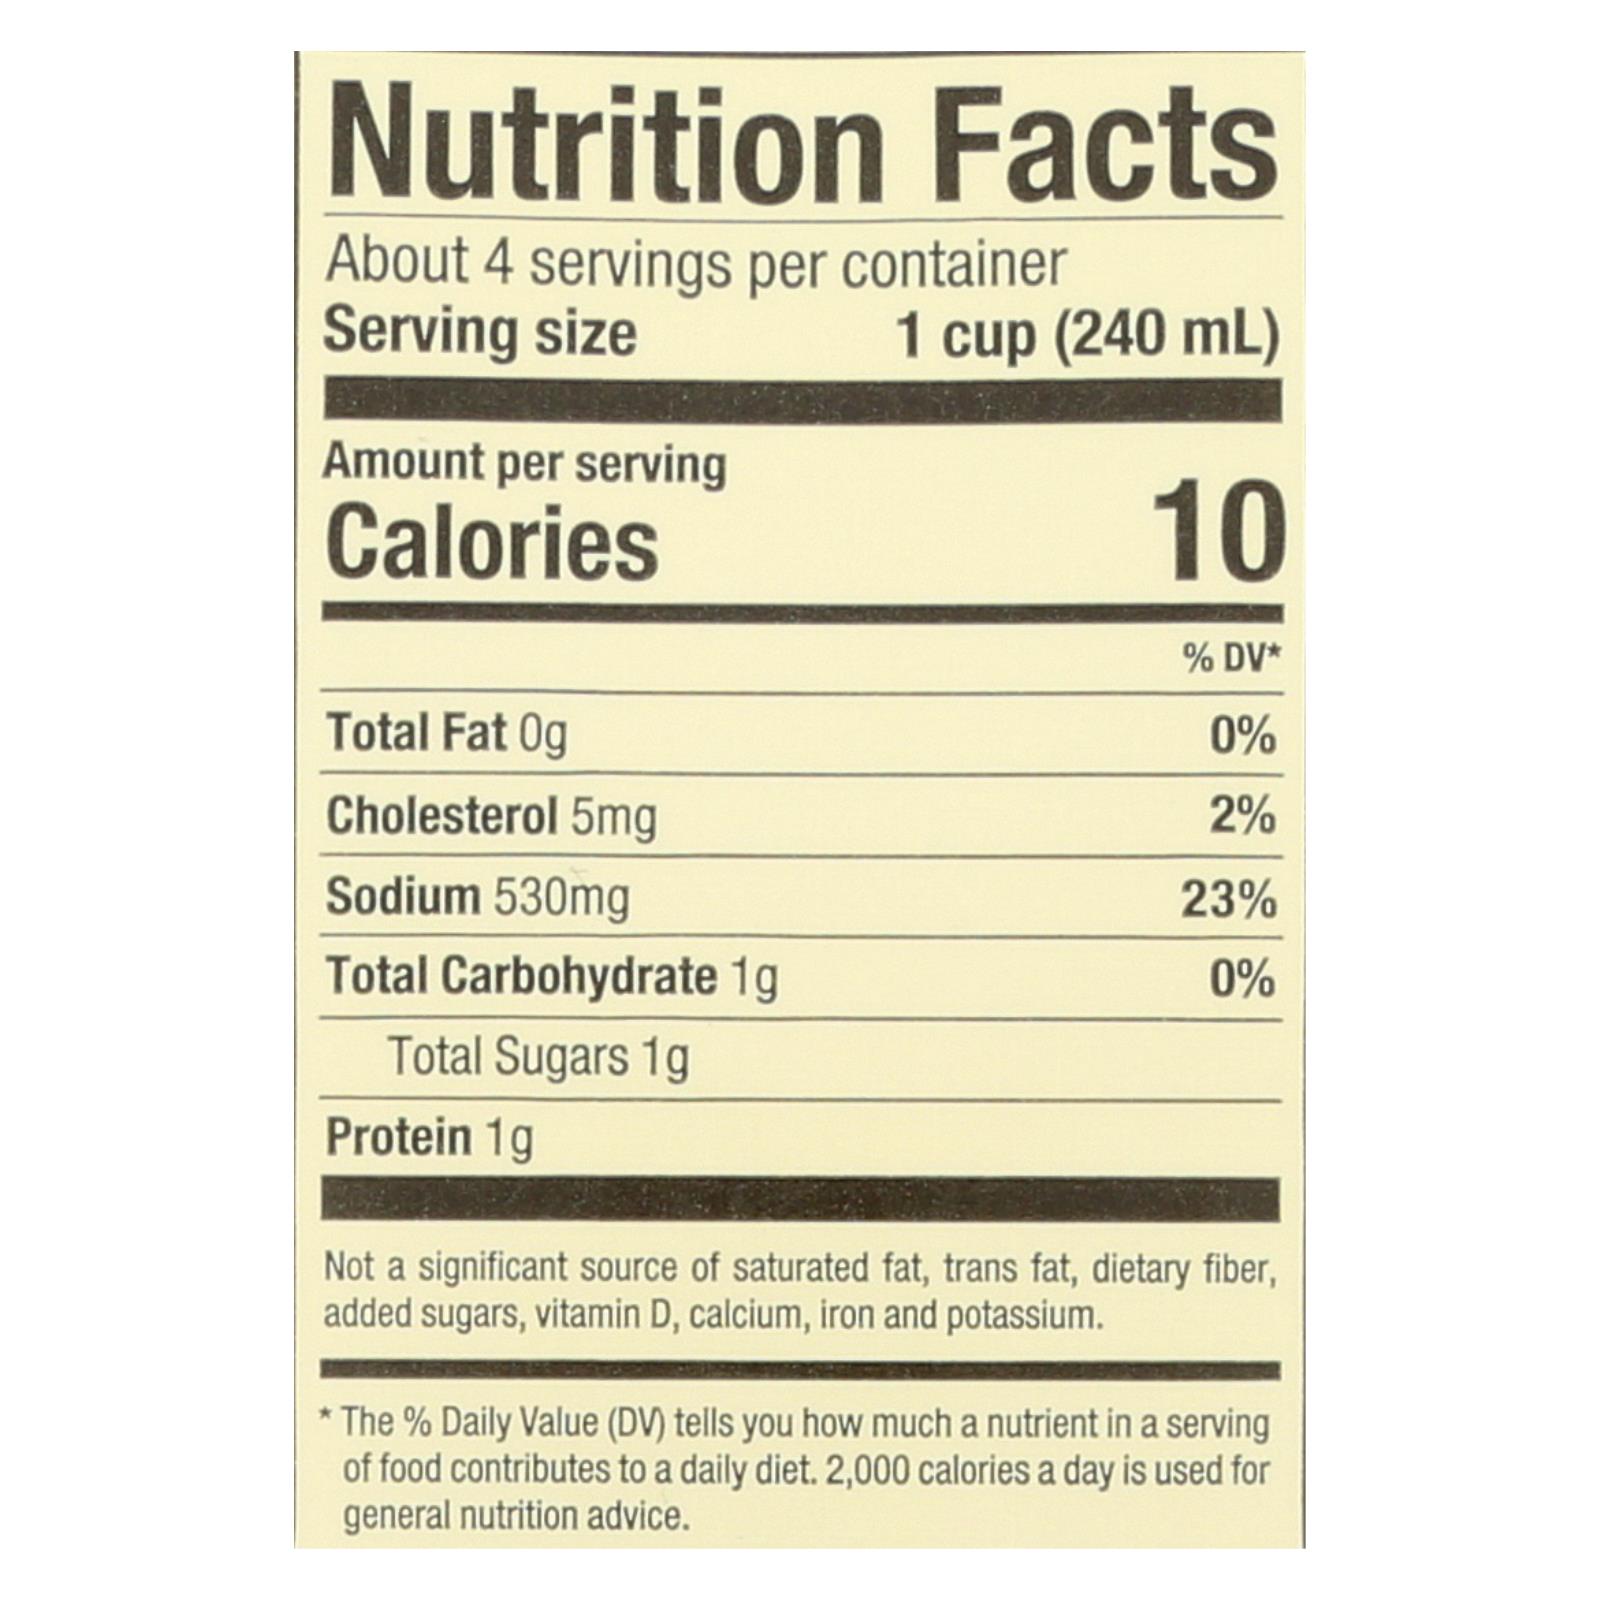 Nutrition Facts
About 4 servings per container
Serving size 1 cup (240 mL)
Amount per serving
Calories 10
% DV*
Total Fat 0g 0%
Cholesterol 5mg 2%
Sodium 530mg 23%
Total Carbohydrate 1g 0%
Total Sugars 1g
Protein 1g
Not a significant source of saturated fat, trans fat, dietary fiber,
added sugars, vitamin D, calcium, iron and potassium.
* The % Daily Value (DV) tells you how much a nutrient in a serving
of food contributes to a daily diet. 2,000 calories a day is used for
general nutrition advice.